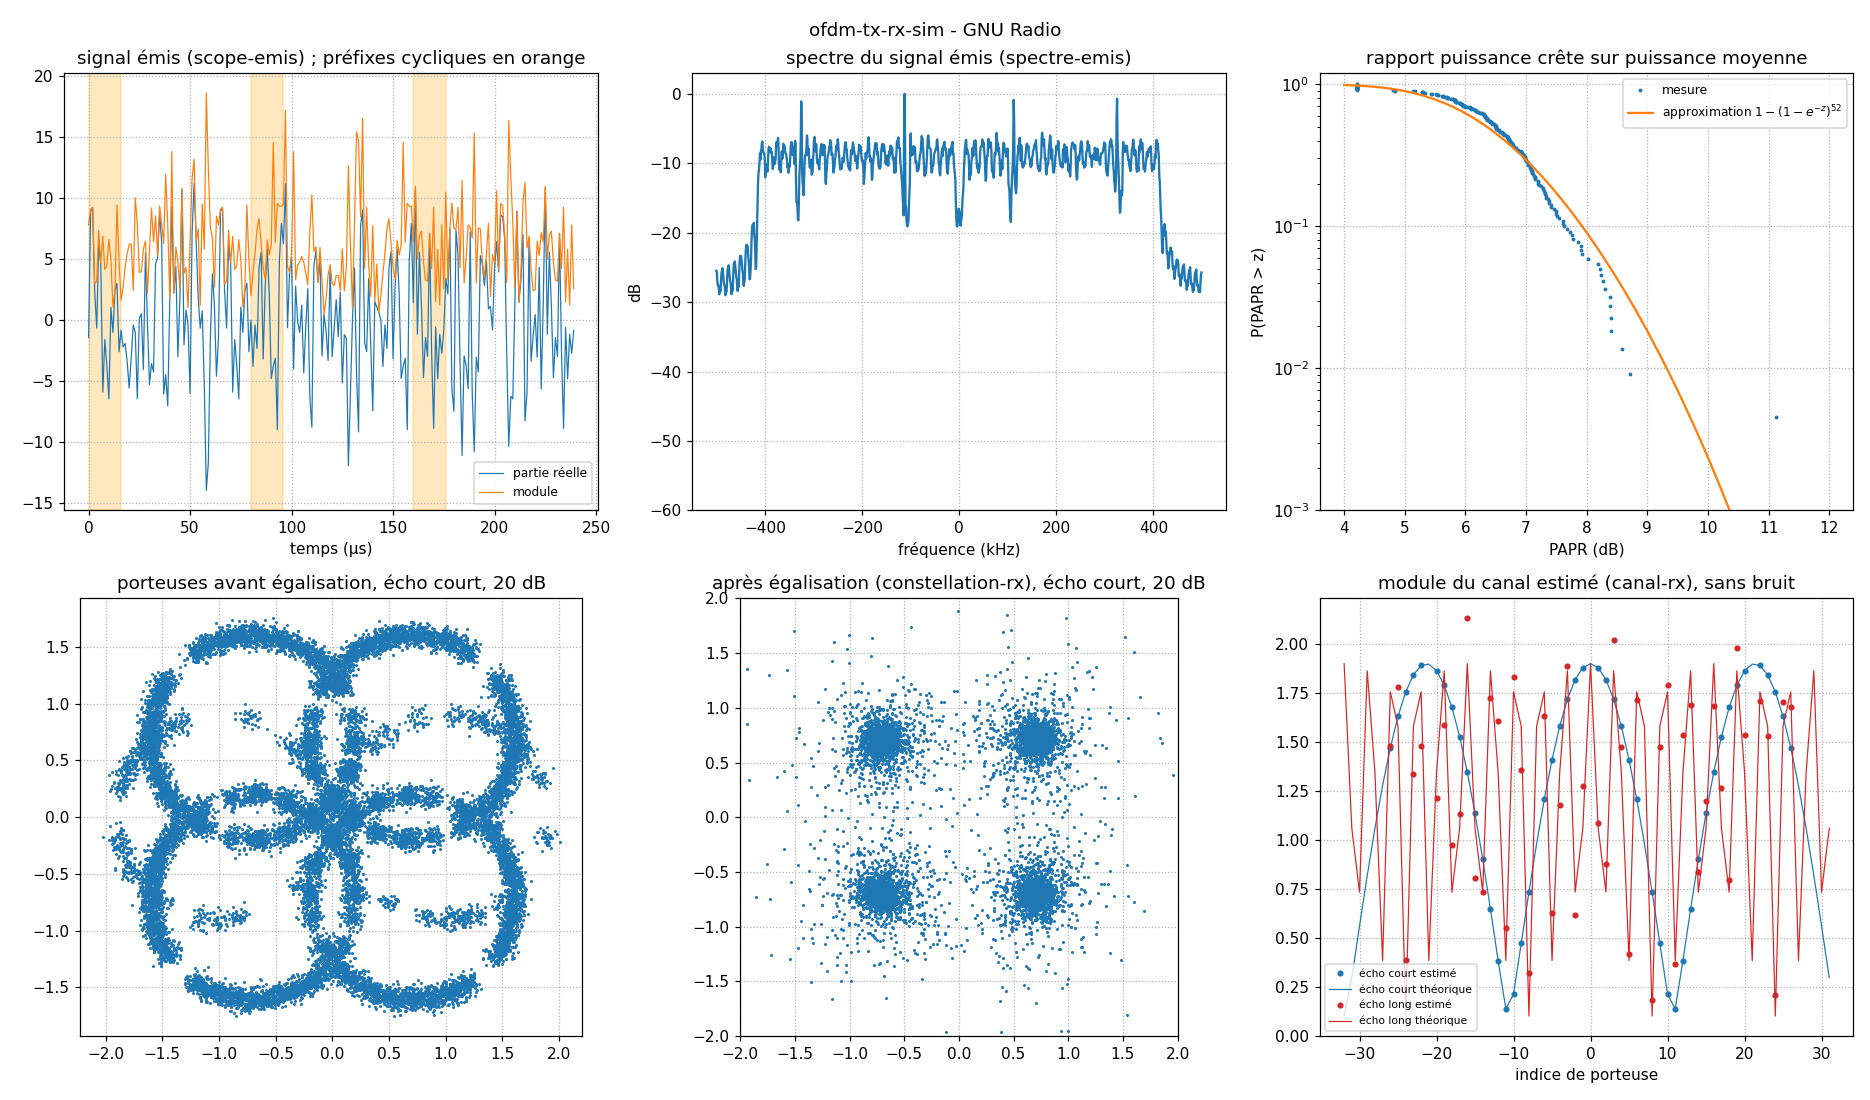 ofdm-tx-rx-sim - GNU Radio
signal émis (scope-emis) ; préfixes cycliques en orange
20
15
10
5
0
−5
−10
−15
0 50 100 150 200 250
temps (µs)
partie réelle
module
spectre du signal émis (spectre-emis)
0
−10
−20
−30
−40
−50
−60
dB
−400 −200 0 200 400
fréquence (kHz)
rapport puissance crête sur puissance moyenne
mesure
approximation 1 − (1 − e^{−z})^{52}
10^0
10^{−1}
10^{−2}
10^{−3}
P(PAPR > z)
4 5 6 7 8 9 10 11 12
PAPR (dB)
porteuses avant égalisation, écho court, 20 dB
1.5
1.0
0.5
0.0
−0.5
−1.0
−1.5
−2.0 −1.5 −1.0 −0.5 0.0 0.5 1.0 1.5 2.0
après égalisation (constellation-rx), écho court, 20 dB
2.0
1.5
1.0
0.5
0.0
−0.5
−1.0
−1.5
−2.0
−2.0 −1.5 −1.0 −0.5 0.0 0.5 1.0 1.5 2.0
module du canal estimé (canal-rx), sans bruit
2.00
1.75
1.50
1.25
1.00
0.75
0.50
0.25
0.00
écho court estimé
écho court théorique
écho long estimé
écho long théorique
−30 −20 −10 0 10 20 30
indice de porteuse